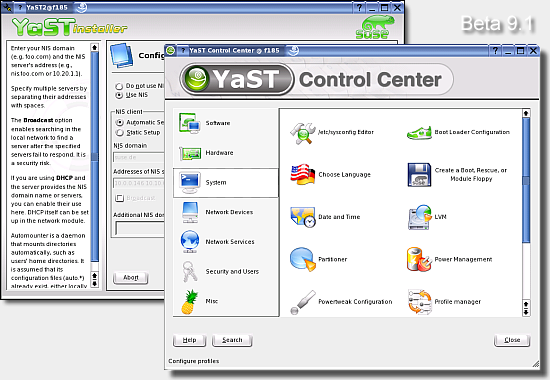 YaST2@f185
Beta 9.1
YaST installer
suse
Enter your NIS domain
(e.g, foo.com) and the NIS
server's address (e.g.,
nis.foo.com or 10.20.1.1).
Specify multiple servers by
separating their addresses
with spaces.
The Broadcast option
enables searching in the
local network to find a
server after the specified
servers fail to respond. It is
a security risk.
If you are using DHCP and
the server provides the NIS
domain name or servers,
you can enable their use
here. DHCP itself can be set
up in the network module.
Automounter is a daemon
that mounts directories
automatically, such as
users' home directories. It
is assumed that its
configuration files (auto.*)
already exist, either locally
Config
Do not use N
Use NIS
NIS client
Automatic Se
Static Setup
NIS domain
suse.de
Addresses of NIS s
Broadcast
Additional NIS dom
Abort
YaST Control Center @ f185
YaST Control Center
Software
Hardware
System
Network Devices
Network Services
Security and Users
Misc
/etc/sysconfig Editor
Boot Loader Configuration
Choose Language
Create a Boot, Rescue, or
Module Floppy
Date and Time
LVM
Partitioner
Power Management
Powertweak Configuration
Profile manager
Help
Search
Close
Configure profiles